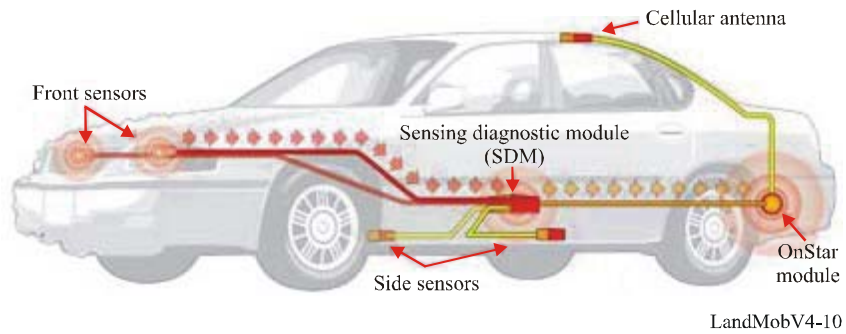 Cellular antenna
Front sensors
Sensing diagnostic module
(SDM)
Side sensors
OnStar
module
LandMobV4-10